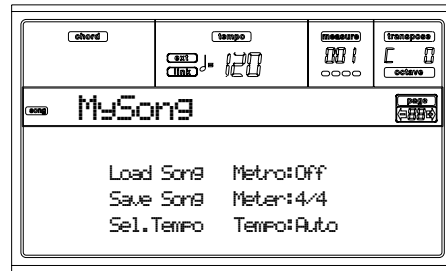 chord tempo measure transpose
ext link ♩= 120 001 C 0
octave
song MySong page
Load Song Metro:Off
Save Song Meter:4/4
Sel.Tempo Tempo:Auto